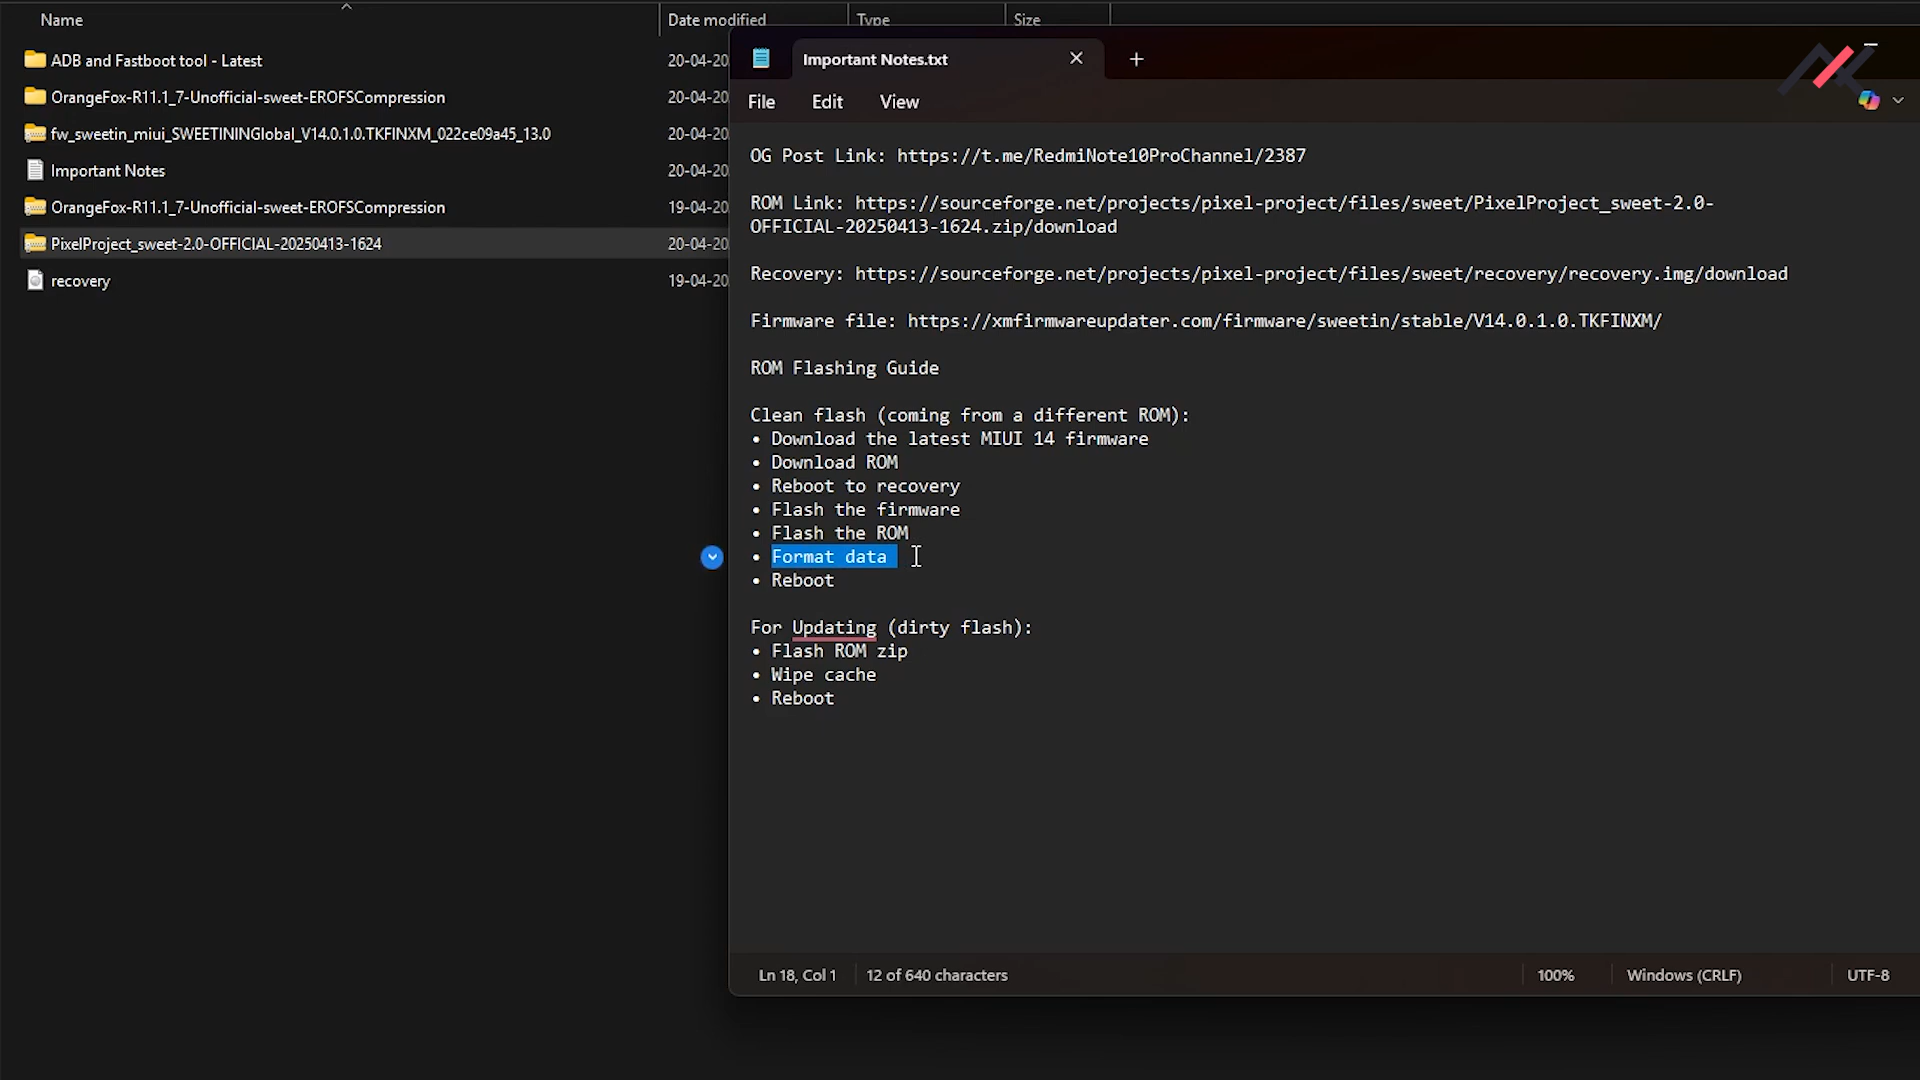 Name
Date modified
Type
Size
ADB and Fastboot tool - Latest
20-04-20
OrangeFox-R11.1_7-Unofficial-sweet-EROFSCompression
20-04-20
fw_sweetin_miui_SWEETININGlobal_V14.0.1.0.TKFINXM_022ce09a45_13.0
20-04-20
Important Notes
20-04-20
OrangeFox-R11.1_7-Unofficial-sweet-EROFSCompression
19-04-20
PixelProject_sweet-2.0-OFFICIAL-20250413-1624
20-04-20
recovery
19-04-20
Important Notes.txt
File
Edit
View
OG Post Link: https://t.me/RedmiNote10ProChannel/2387
ROM Link: https://sourceforge.net/projects/pixel-project/files/sweet/PixelProject_sweet-2.0-
OFFICIAL-20250413-1624.zip/download
Recovery: https://sourceforge.net/projects/pixel-project/files/sweet/recovery/recovery.img/download
Firmware file: https://xmfirmwareupdater.com/firmware/sweetin/stable/V14.0.1.0.TKFINXM/
ROM Flashing Guide
Clean flash (coming from a different ROM):
• Download the latest MIUI 14 firmware
• Download ROM
• Reboot to recovery
• Flash the firmware
• Flash the ROM
• Format data
• Reboot
For Updating (dirty flash):
• Flash ROM zip
• Wipe cache
• Reboot
Ln 18, Col 1
12 of 640 characters
100%
Windows (CRLF)
UTF-8